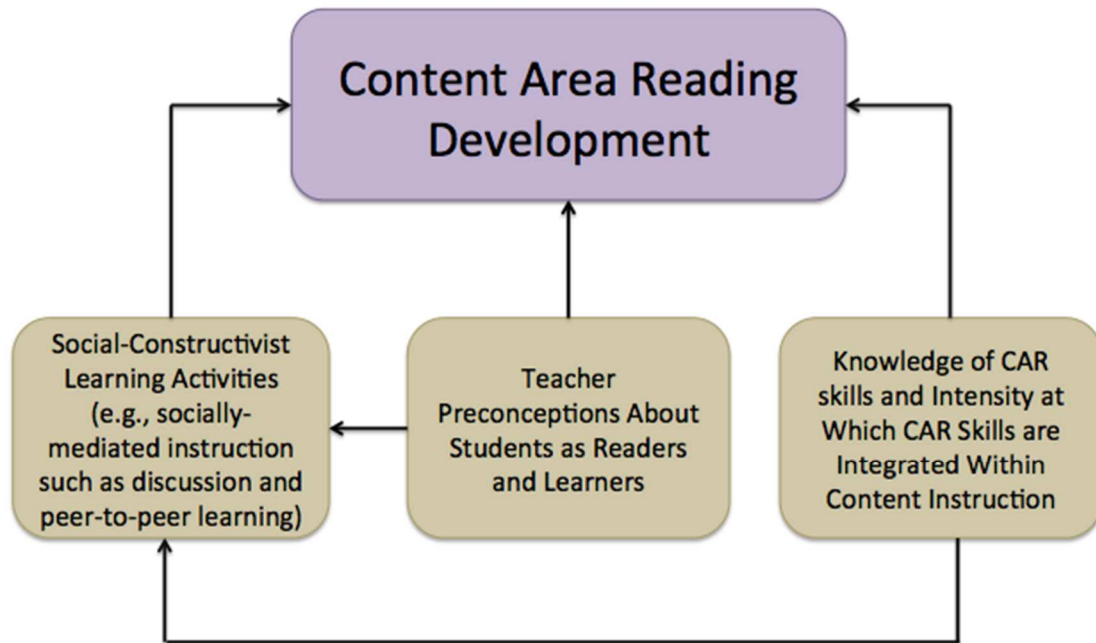 Content Area Reading
Development
Social-Constructivist
Learning Activities
(e.g., socially-
mediated instruction
such as discussion and
peer-to-peer learning)
Teacher
Preconceptions About
Students as Readers
and Learners
Knowledge of CAR
skills and Intensity at
Which CAR Skills are
Integrated Within
Content Instruction